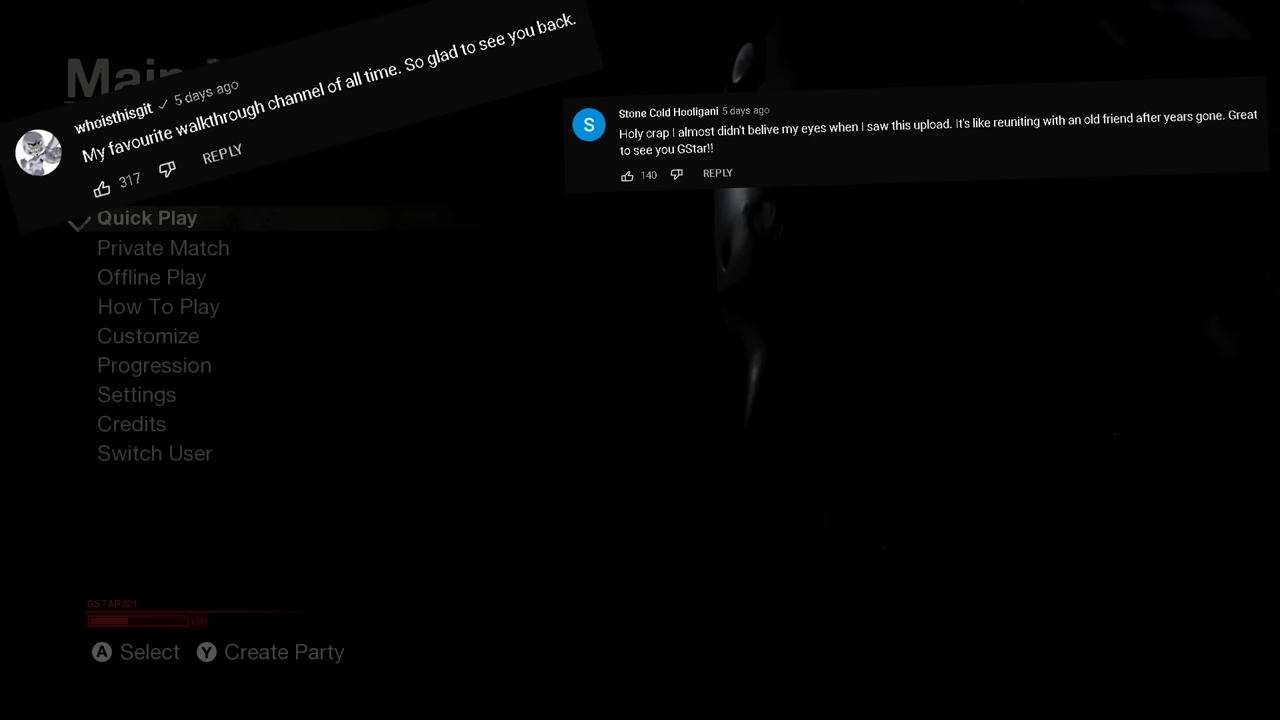 Main
whoisthisgit 5 days ago
My favourite walkthrough channel of all time. So glad to see you back.
317 REPLY
S
Stone Cold Hooligani 5 days ago
Holy crap I almost didn't belive my eyes when I saw this upload. It's like reuniting with an old friend after years gone. Great
to see you GStar!!
140 REPLY
Quick Play
Private Match
Offline Play
How To Play
Customize
Progression
Settings
Credits
Switch User
GSTAR321
A Select Y Create Party